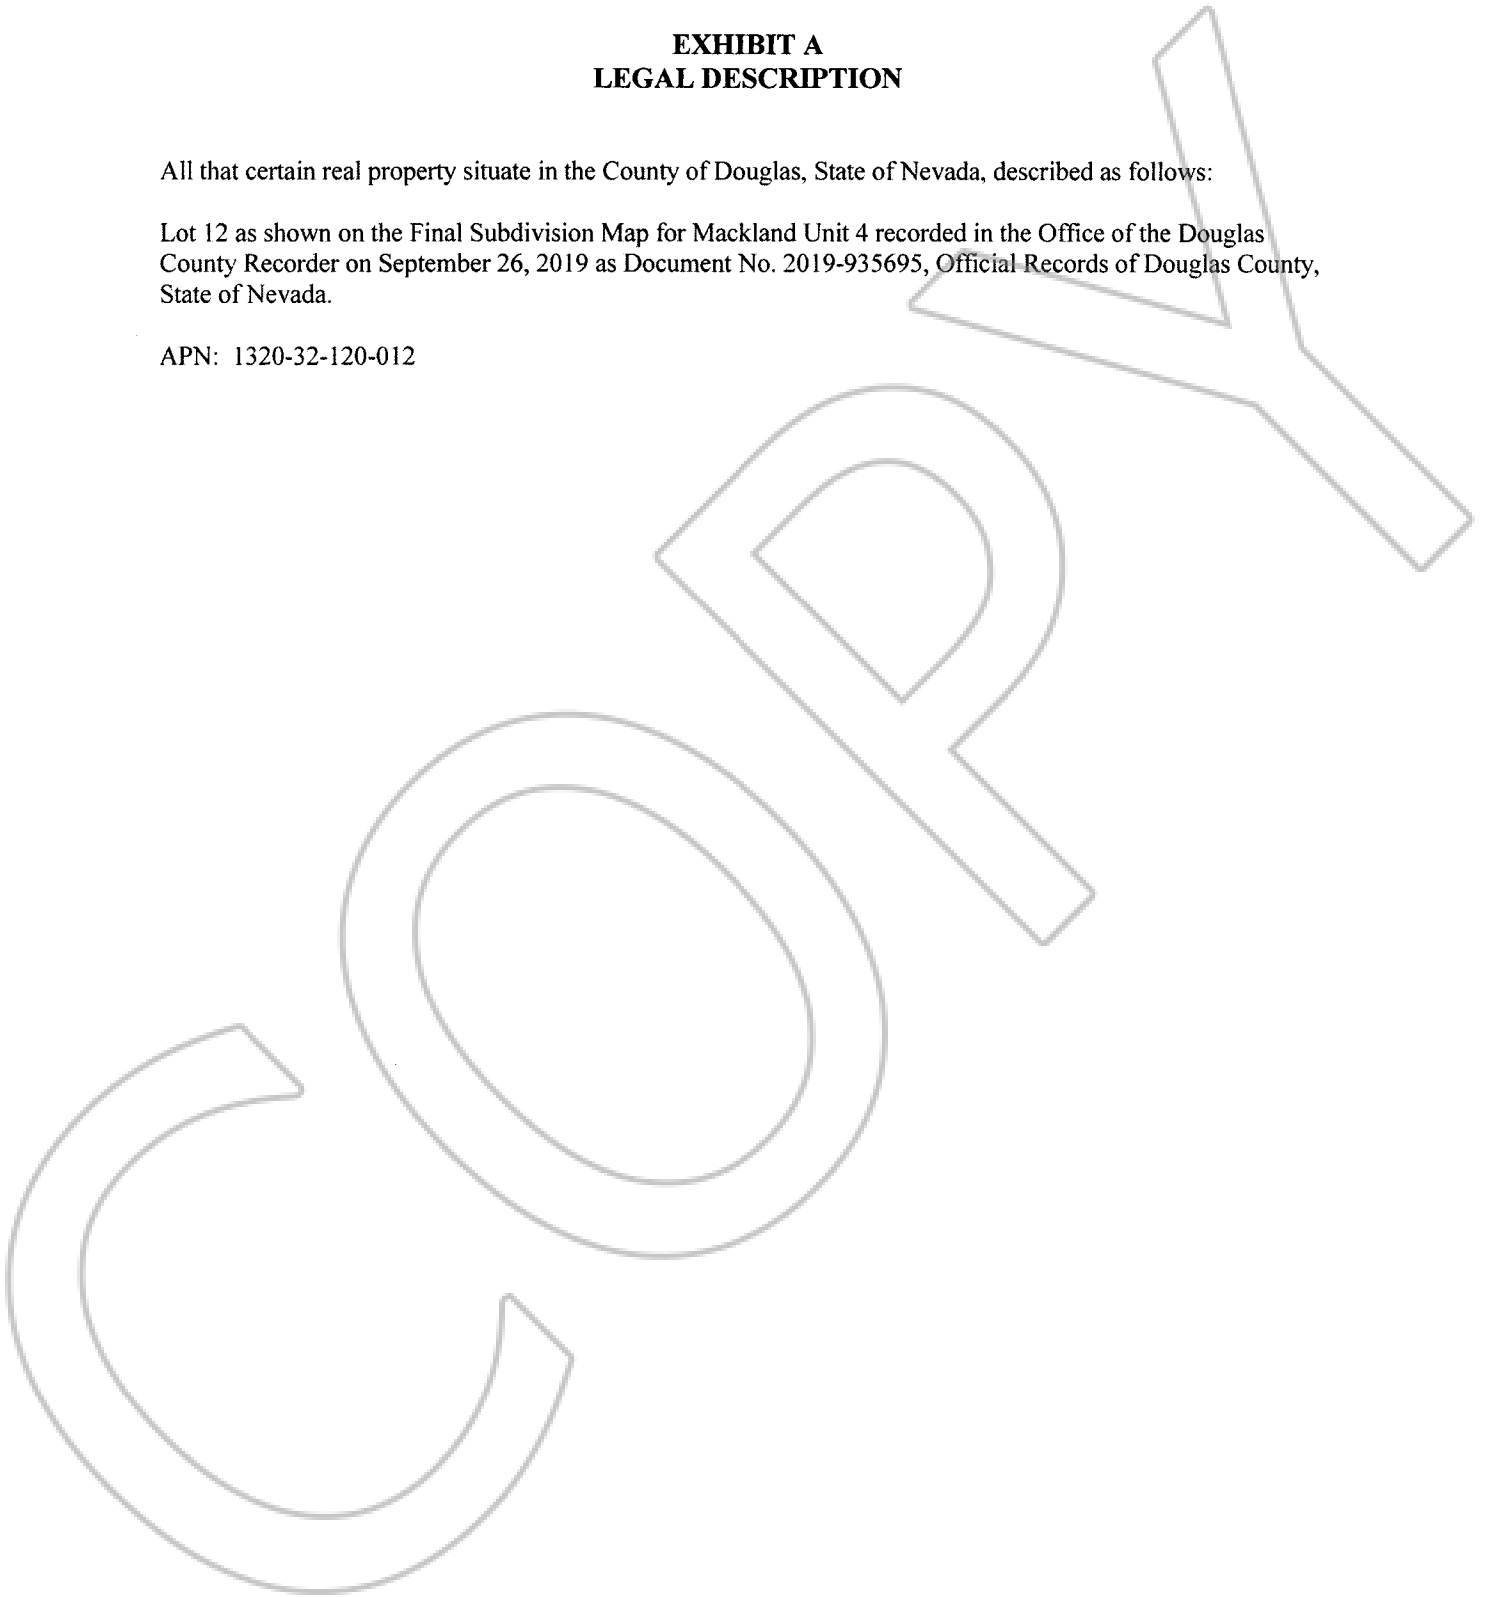 EXHIBIT A
LEGAL DESCRIPTION
All that certain real property situate in the County of Douglas, State of Nevada, described as follows:
Lot 12 as shown on the Final Subdivision Map for Mackland Unit 4 recorded in the Office of the Douglas
County Recorder on September 26, 2019 as Document No. 2019-935695, Official Records of Douglas County,
State of Nevada.
APN: 1320-32-120-012
COPY